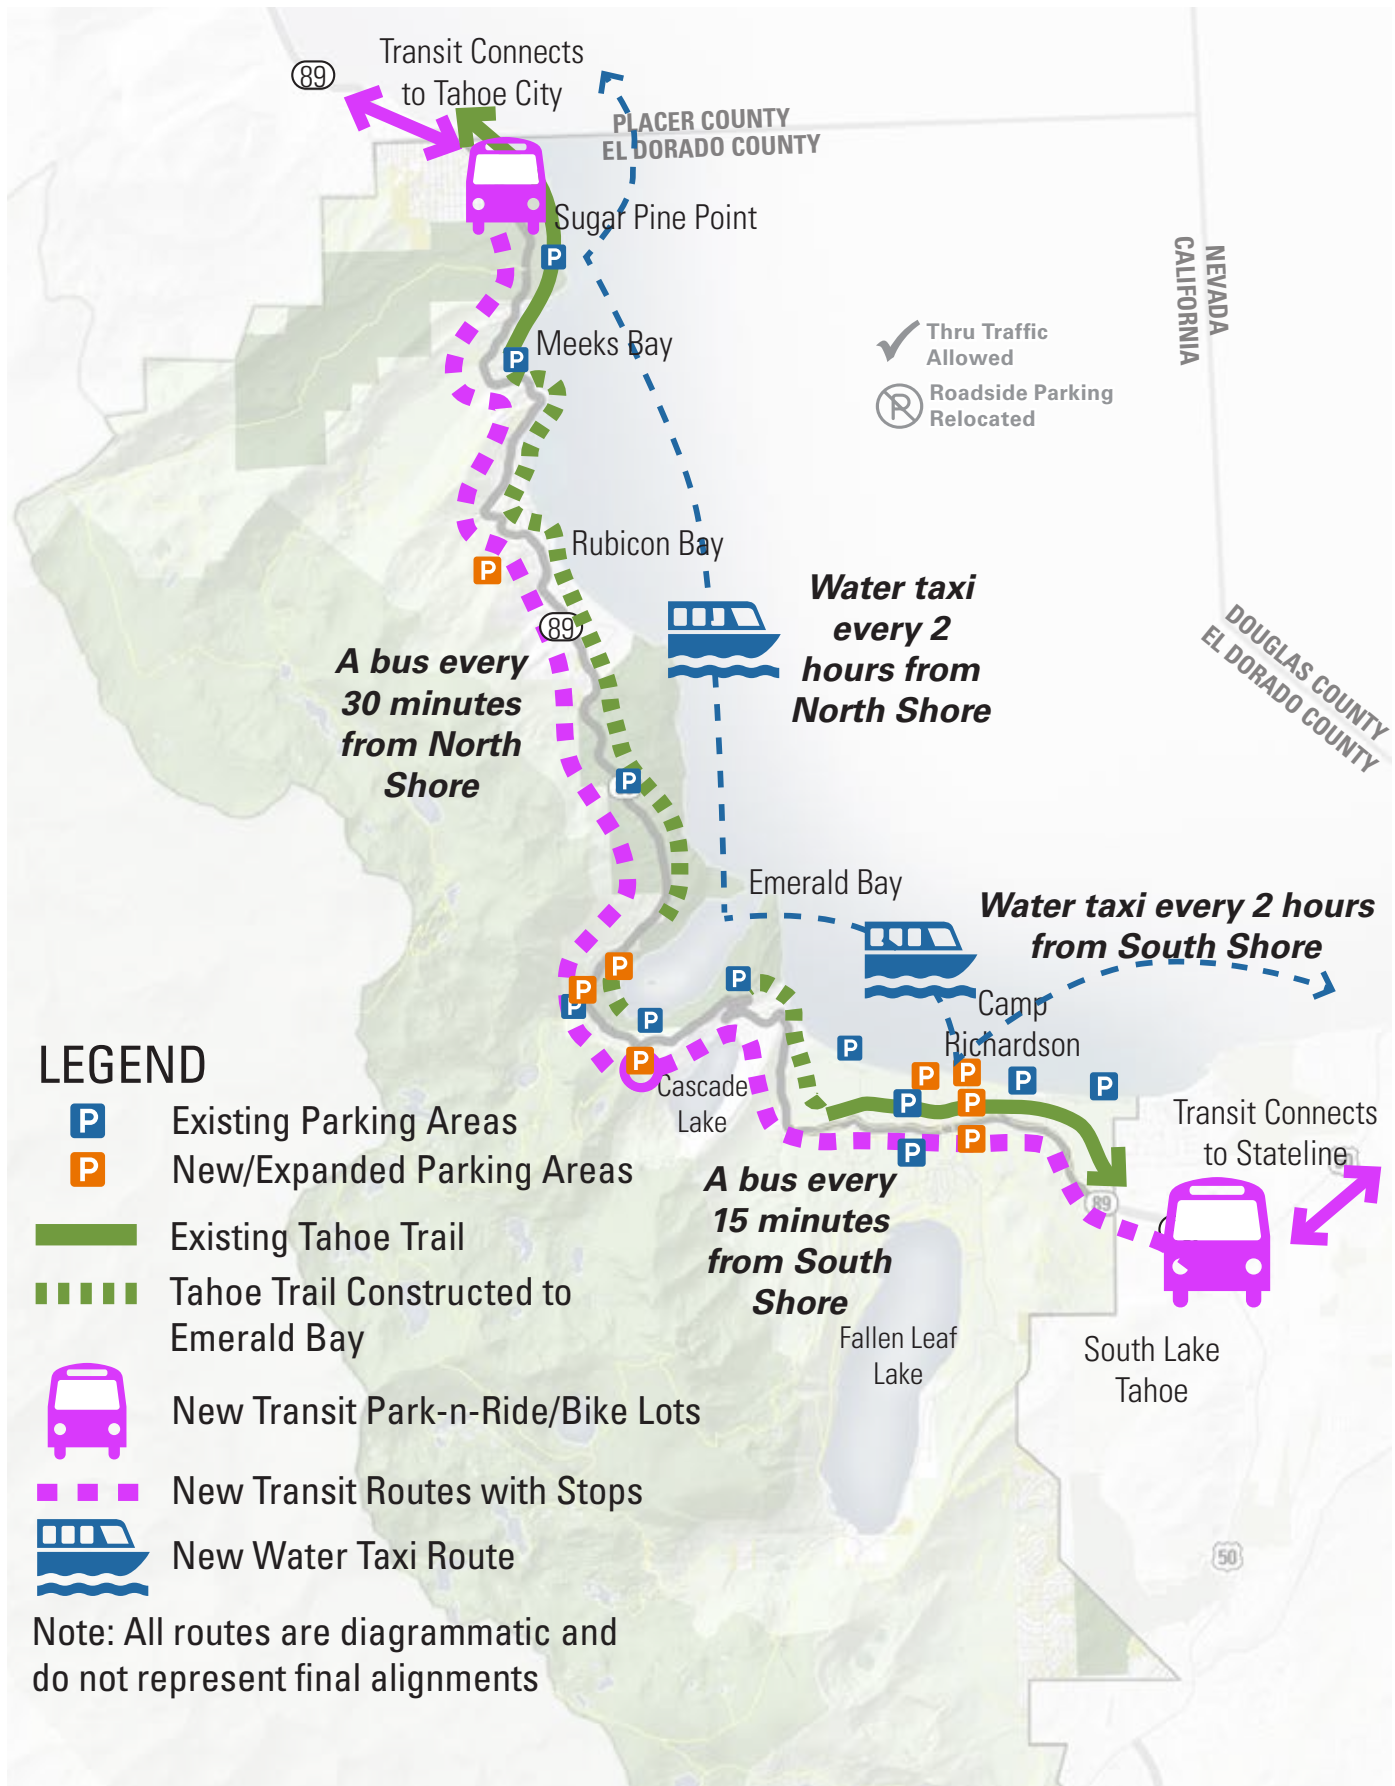 Transit Connects
to Tahoe City
89
PLACER COUNTY
EL DORADO COUNTY
Sugar Pine Point
P
NEVADA
CALIFORNIA
Thru Traffic
Allowed
Roadside Parking
Relocated
Meeks Bay
P
Rubicon Bay
P
89
Water taxi
every 2
hours from
North Shore
DOUGLAS COUNTY
EL DORADO COUNTY
A bus every
30 minutes
from North
Shore
P
Emerald Bay
Water taxi every 2 hours
from South Shore
P
P
P
P
P
P
Camp
Richardson
P
P
P
P
P
P
P
P
P
P
Cascade
Lake
Transit Connects
to Stateline
89
A bus every
15 minutes
from South
Shore
Fallen Leaf
Lake
South Lake
Tahoe
50
LEGEND
P Existing Parking Areas
P New/Expanded Parking Areas
Existing Tahoe Trail
Tahoe Trail Constructed to
Emerald Bay
New Transit Park-n-Ride/Bike Lots
New Transit Routes with Stops
New Water Taxi Route
Note: All routes are diagrammatic and
do not represent final alignments